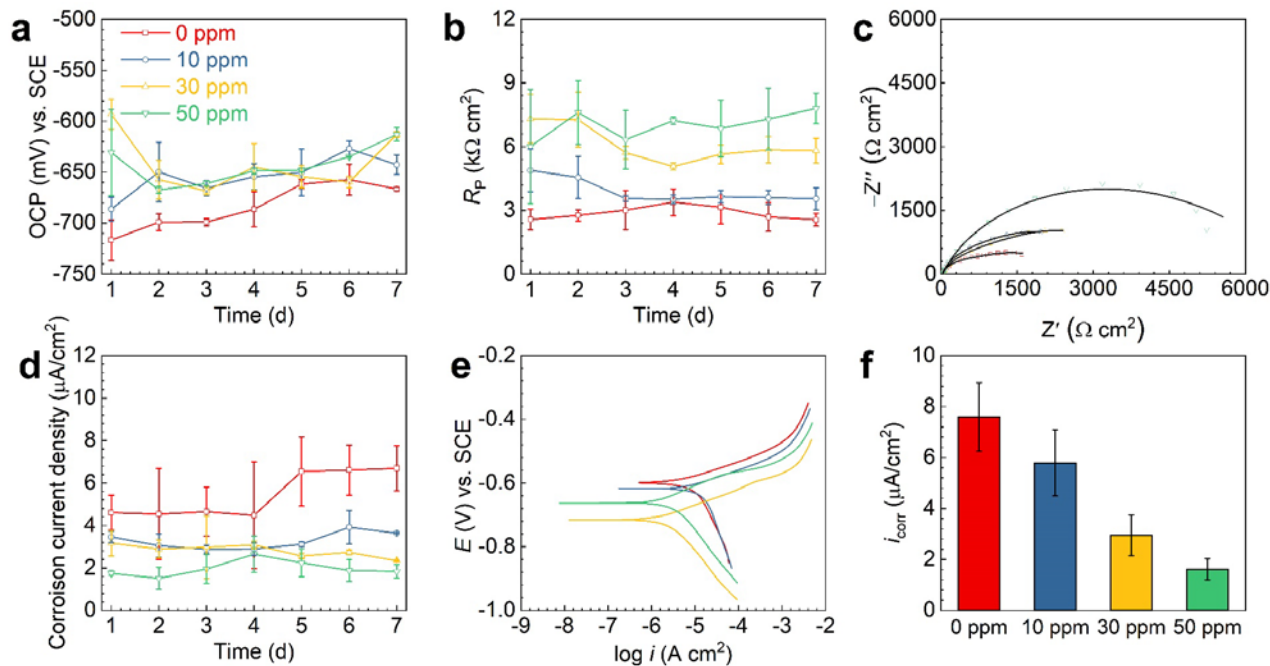 a
OCP (mV) vs. SCE
-500
-550
-600
-650
-700
-750
0 ppm
10 ppm
30 ppm
50 ppm
1 2 3 4 5 6 7
Time (d)
b
R_P (kΩ cm²)
12
9
6
3
0
1 2 3 4 5 6 7
Time (d)
c
-Z″ (Ω cm²)
6000
4500
3000
1500
0
0 1500 3000 4500 6000
Z′ (Ω cm²)
d
Corroison current density (μA/cm²)
12
10
8
6
4
2
0
1 2 3 4 5 6 7
Time (d)
e
E (V) vs. SCE
-0.2
-0.4
-0.6
-0.8
-1.0
-9 -8 -7 -6 -5 -4 -3 -2
log i (A cm²)
f
i_corr (μA/cm²)
10
8
6
4
2
0
0 ppm 10 ppm 30 ppm 50 ppm